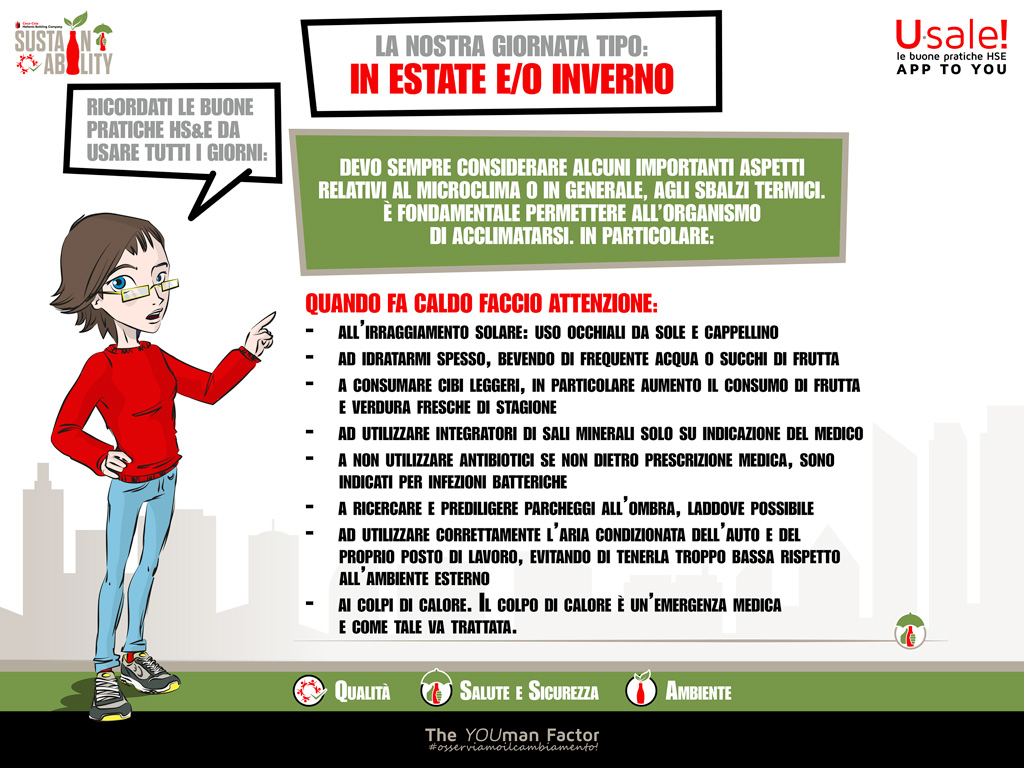 Coca-Cola
Hellenic Bottling Company
SUSTAIN
ABILITY
LA NOSTRA GIORNATA TIPO:
IN ESTATE E/O INVERNO
U.sale!
le buone pratiche HSE
APP TO YOU
RICORDATI LE BUONE
PRATICHE HS&E DA
USARE TUTTI I GIORNI:
DEVO SEMPRE CONSIDERARE ALCUNI IMPORTANTI ASPETTI
RELATIVI AL MICROCLIMA O IN GENERALE, AGLI SBALZI TERMICI.
È FONDAMENTALE PERMETTERE ALL'ORGANISMO
DI ACCLIMATARSI. IN PARTICOLARE:
QUANDO FA CALDO FACCIO ATTENZIONE:
- ALL'IRRAGGIAMENTO SOLARE: USO OCCHIALI DA SOLE E CAPPELLINO
- AD IDRATARMI SPESSO, BEVENDO DI FREQUENTE ACQUA O SUCCHI DI FRUTTA
- A CONSUMARE CIBI LEGGERI, IN PARTICOLARE AUMENTO IL CONSUMO DI FRUTTA
E VERDURA FRESCHE DI STAGIONE
- AD UTILIZZARE INTEGRATORI DI SALI MINERALI SOLO SU INDICAZIONE DEL MEDICO
- A NON UTILIZZARE ANTIBIOTICI SE NON DIETRO PRESCRIZIONE MEDICA, SONO
INDICATI PER INFEZIONI BATTERICHE
- A RICERCARE E PREDILIGERE PARCHEGGI ALL'OMBRA, LADDOVE POSSIBILE
- AD UTILIZZARE CORRETTAMENTE L'ARIA CONDIZIONATA DELL'AUTO E DEL
PROPRIO POSTO DI LAVORO, EVITANDO DI TENERLA TROPPO BASSA RISPETTO
ALL'AMBIENTE ESTERNO
- AI COLPI DI CALORE. IL COLPO DI CALORE È UN'EMERGENZA MEDICA
E COME TALE VA TRATTATA.
QUALITÀ SALUTE E SICUREZZA AMBIENTE
The YOUman Factor
#osserviamoilcambiamento!